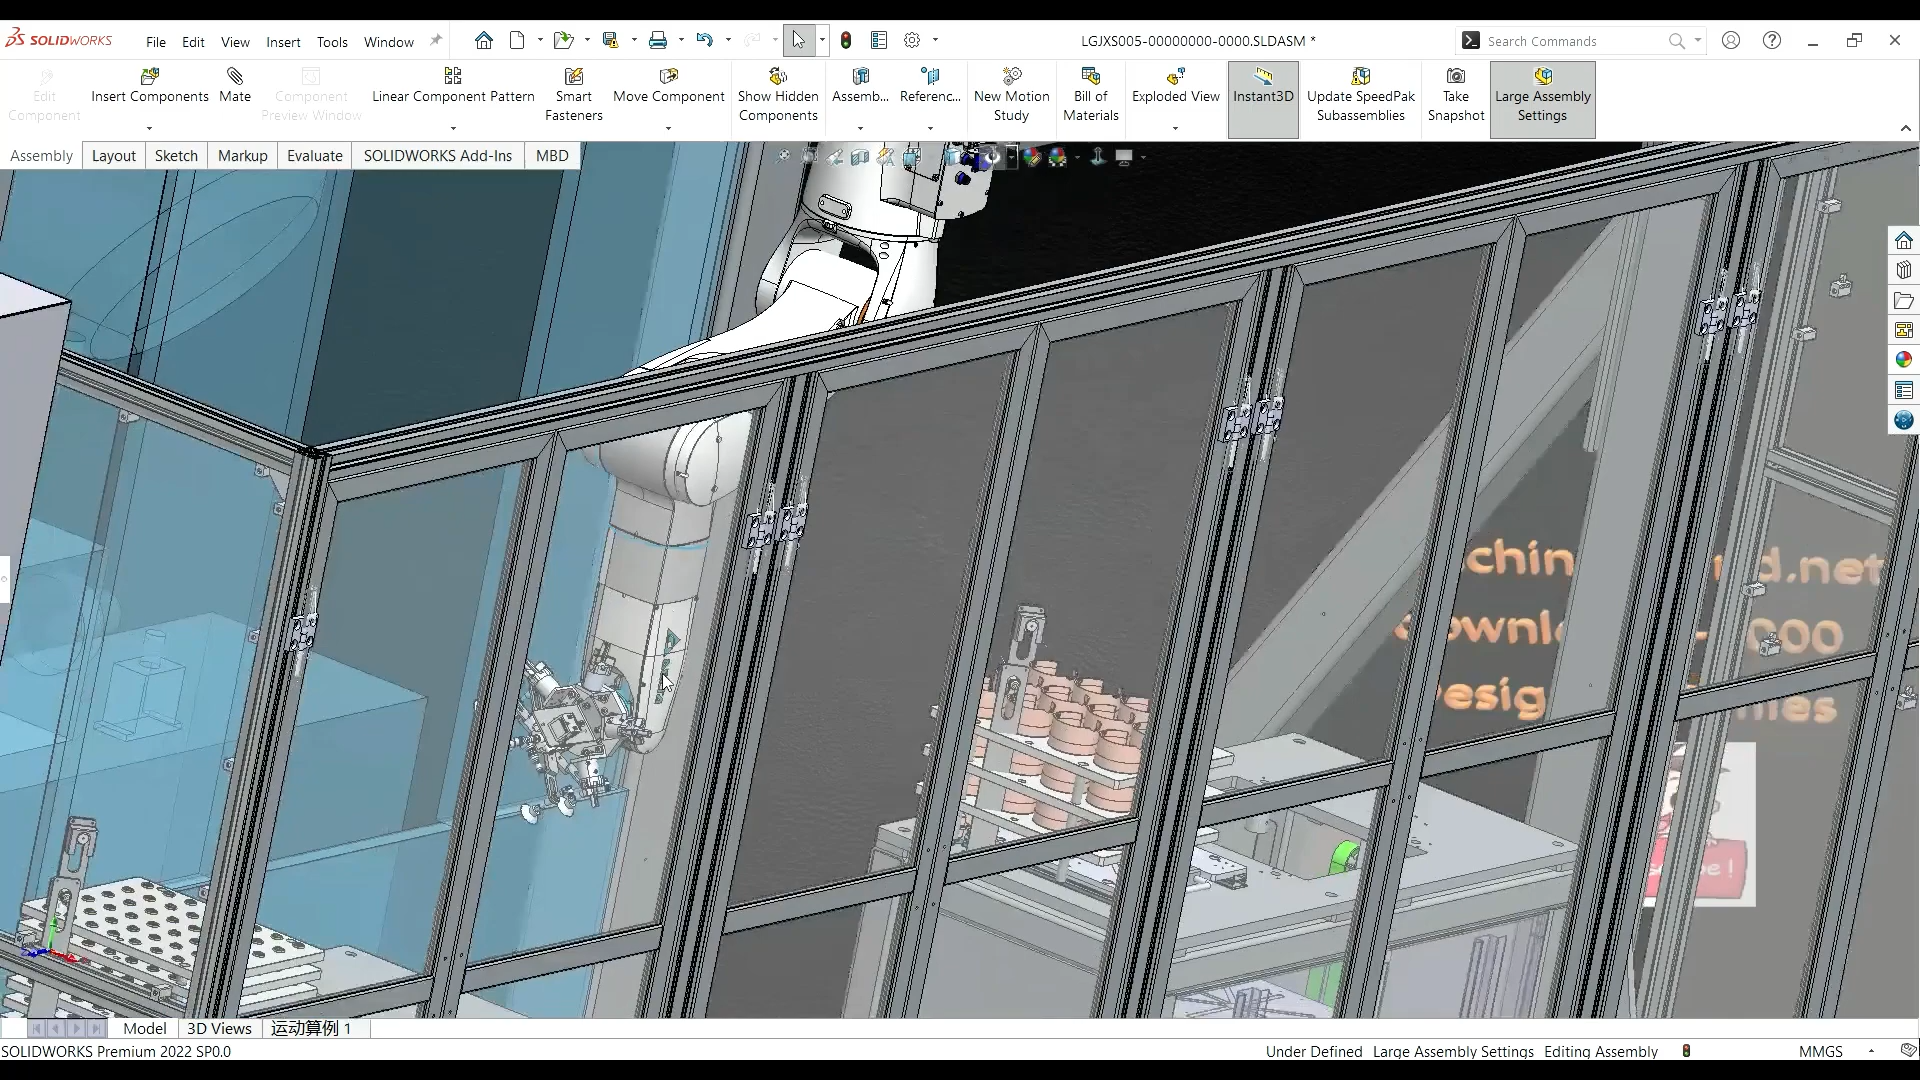 SOLIDWORKS File Edit View Insert Tools Window LGJXS005-00000000-0000.SLDASM * Search Commands
Edit Component
Insert Components
Mate
Component Preview Window
Linear Component Pattern
Smart Fasteners
Move Component
Show Hidden Components
Assemb...
Referenc...
New Motion Study
Bill of Materials
Exploded View
Instant3D
Update SpeedPak Subassemblies
Take Snapshot
Large Assembly Settings
Assembly Layout Sketch Markup Evaluate SOLIDWORKS Add-Ins MBD
d.net
000
Model 3D Views 运动算例 1
SOLIDWORKS Premium 2022 SP0.0 Under Defined Large Assembly Settings Editing Assembly MMGS